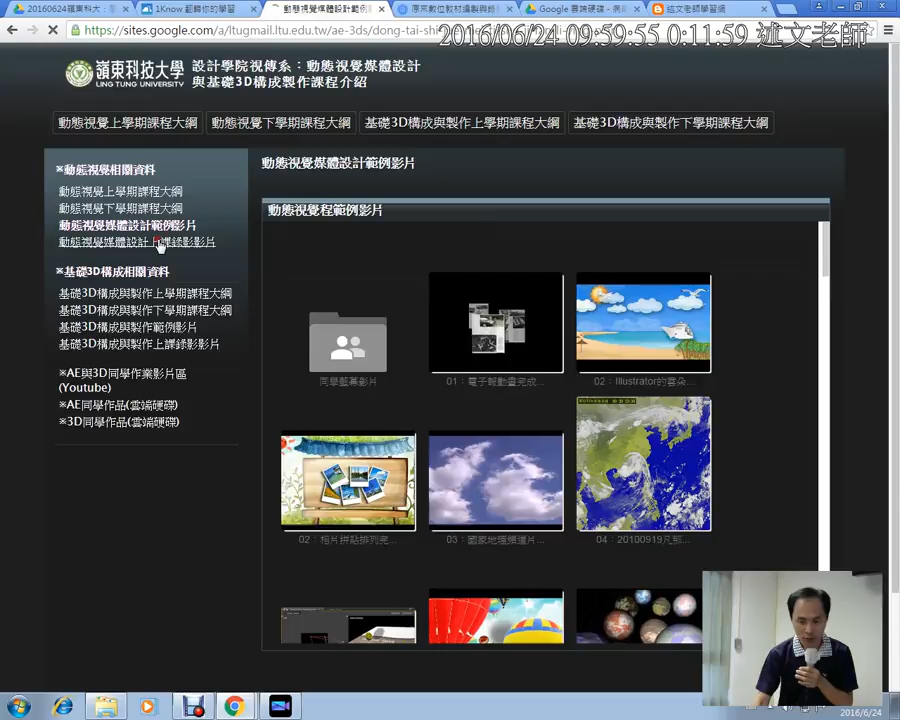 20160624嶺東科大：
1Know 翻轉你的學習
動態視覺媒體設計範例
原來數位教材遠製與
Google 雲端硬碟 - 網
述文老師學習網
https://sites.google.com/a/ltugmail.ltu.edu.tw/ae-3ds/dong-tai-shi
2016/06/24 09:59:55 0:11:59 述文老師
嶺東科技大學
LING TUNG UNIVERSITY
設計學院視傳系：動態視覺媒體設計
與基礎3D構成製作課程介紹
動態視覺上學期課程大綱
動態視覺下學期課程大綱
基礎3D構成與製作上學期課程大綱
基礎3D構成與製作下學期課程大綱
※動態視覺相關資料
動態視覺上學期課程大綱
動態視覺下學期課程大綱
動態視覺媒體設計範例影片
動態視覺媒體設計上課錄影影片
※基礎3D構成相關資料
基礎3D構成與製作上學期課程大綱
基礎3D構成與製作下學期課程大綱
基礎3D構成與製作範例影片
基礎3D構成與製作上課錄影影片
※AE與3D同學作業影片區
(Youtube)
※AE同學作品(雲端硬碟)
※3D同學作品(雲端硬碟)
動態視覺媒體設計範例影片
動態視覺程範例影片
同學藍幕影片
01：電子報動畫完成...
02：Illustrator的雲朵...
02：相片拼貼排列完...
03：國家地理頻道片...
04：20100919凡那...
2016/6/24